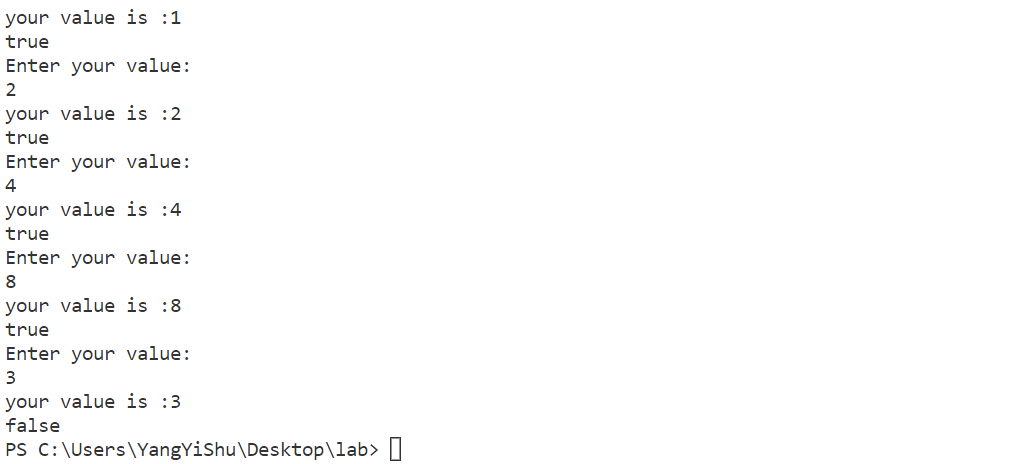 your value is :1
true
Enter your value:
2
your value is :2
true
Enter your value:
4
your value is :4
true
Enter your value:
8
your value is :8
true
Enter your value:
3
your value is :3
false
PS C:\Users\YangYiShu\Desktop\lab>